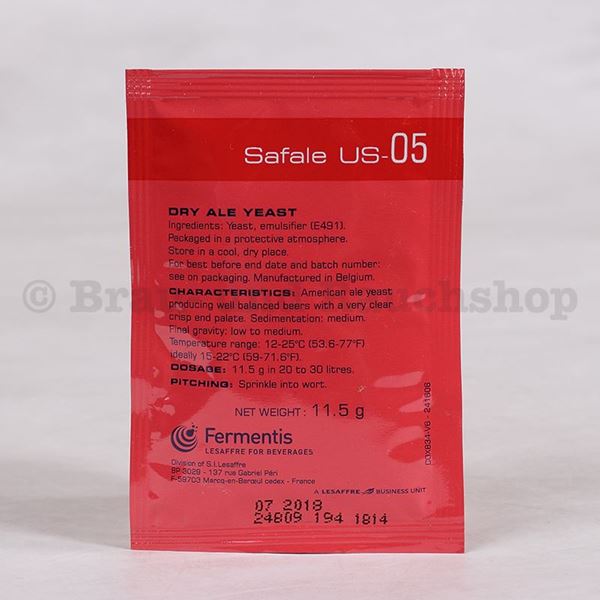 Safale US-05
DRY ALE YEAST
Ingredients: Yeast, emulsifier (E491).
Packaged in a protective atmosphere.
Store in a cool, dry place.
For best before end date and batch number:
see on packaging. Manufactured in Belgium.
© Bra uchshop
CHARACTERISTICS: American ale yeast
producing well balanced beers with a very clear
crisp end palate. Sedimentation: medium.
Final gravity: low to medium.
Temperature range: 12-25°C (53.6-77°F)
ideally 15-22°C (59-71.6°F).
DOSAGE: 11.5 g in 20 to 30 litres.
PITCHING: Sprinkle into wort.
NET WEIGHT: 11.5 g
Fermentis
LESAFFRE FOR BEVERAGES
Division of S.I.Lesaffre
BP 3029 - 137 rue Gabriel Péri
F-59703 Marcq-en-Barœul cedex - France
A LESAFFRE BUSINESS UNIT
07 2018
24809 194 1814